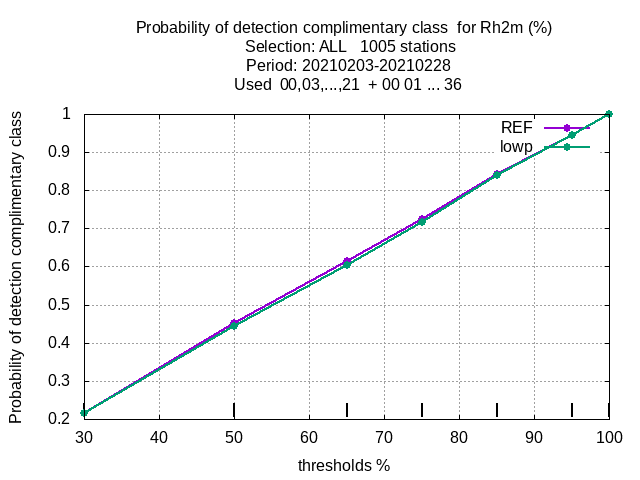 Probability of detection complimentary class  for Rh2m (%)
Selection: ALL   1005 stations
Period: 20210203-20210228
Used  00,03,...,21  + 00 01 ... 36
Probability of detection complimentary class
1
0.9
0.8
0.7
0.6
0.5
0.4
0.3
0.2
REF
lowp
30 40 50 60 70 80 90 100
thresholds %